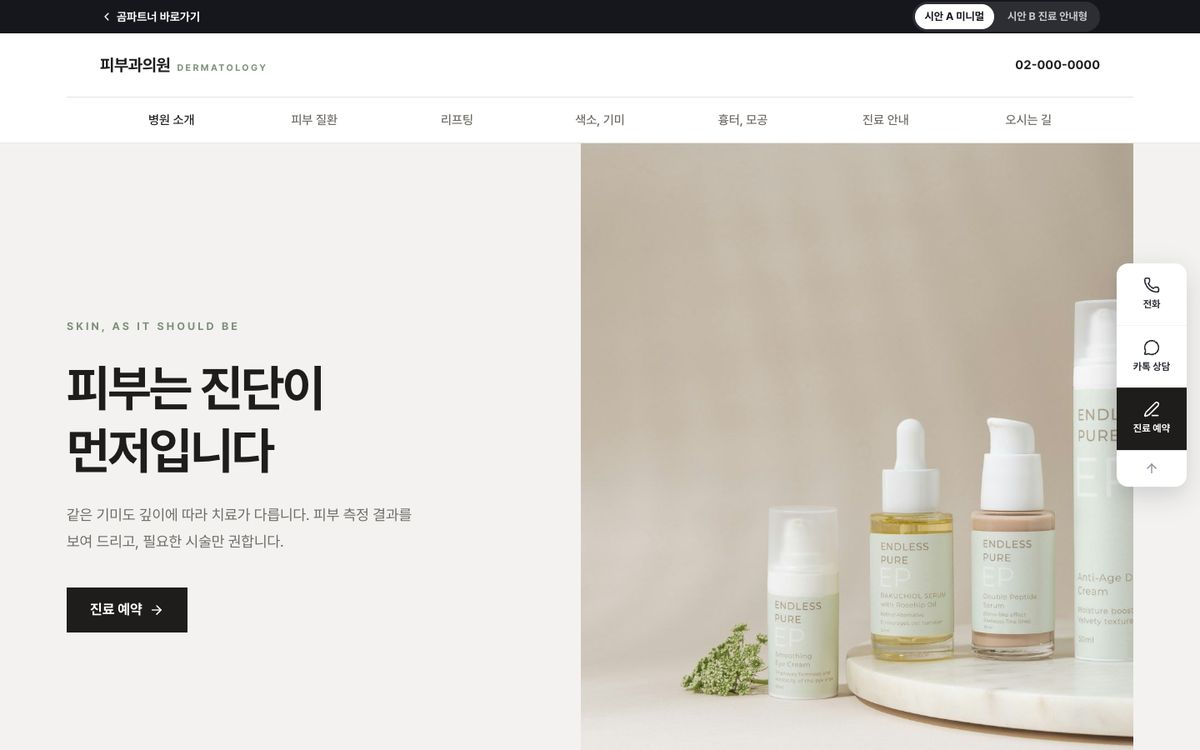 곰파트너 바로가기
시안 A 미니멀
시안 B 진료 안내형
피부과의원 DERMATOLOGY
02-000-0000
병원 소개
피부 질환
리프팅
색소, 기미
흉터, 모공
진료 안내
오시는 길
SKIN, AS IT SHOULD BE
피부는 진단이
먼저입니다
같은 기미도 깊이에 따라 치료가 다릅니다. 피부 측정 결과를
보여 드리고, 필요한 시술만 권합니다.
진료 예약
전화
카톡 상담
진료 예약
ENDLESS
PURE
EP
Smoothing
Eye Cream
ENDLESS
PURE
EP
BAKUCHIOL SERUM
with Rosehip Oil
ENDLESS
PURE
EP
Double Peptide
Serum
ENDL
PURE
EP
Anti-Age D
Cream
Moisture boost
Velvety texture
50ml